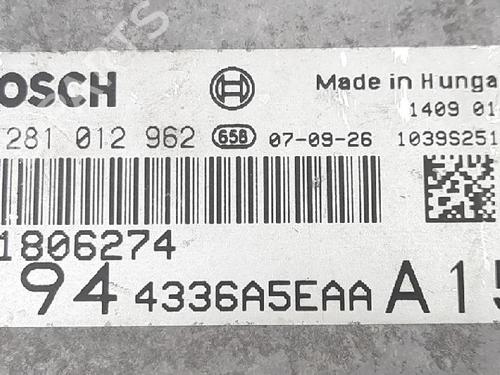 BOSCH Made in Hunga
281 012 962 658 07-09-26 1409 01
1039S251
1806274
94 4336A5EAA A15